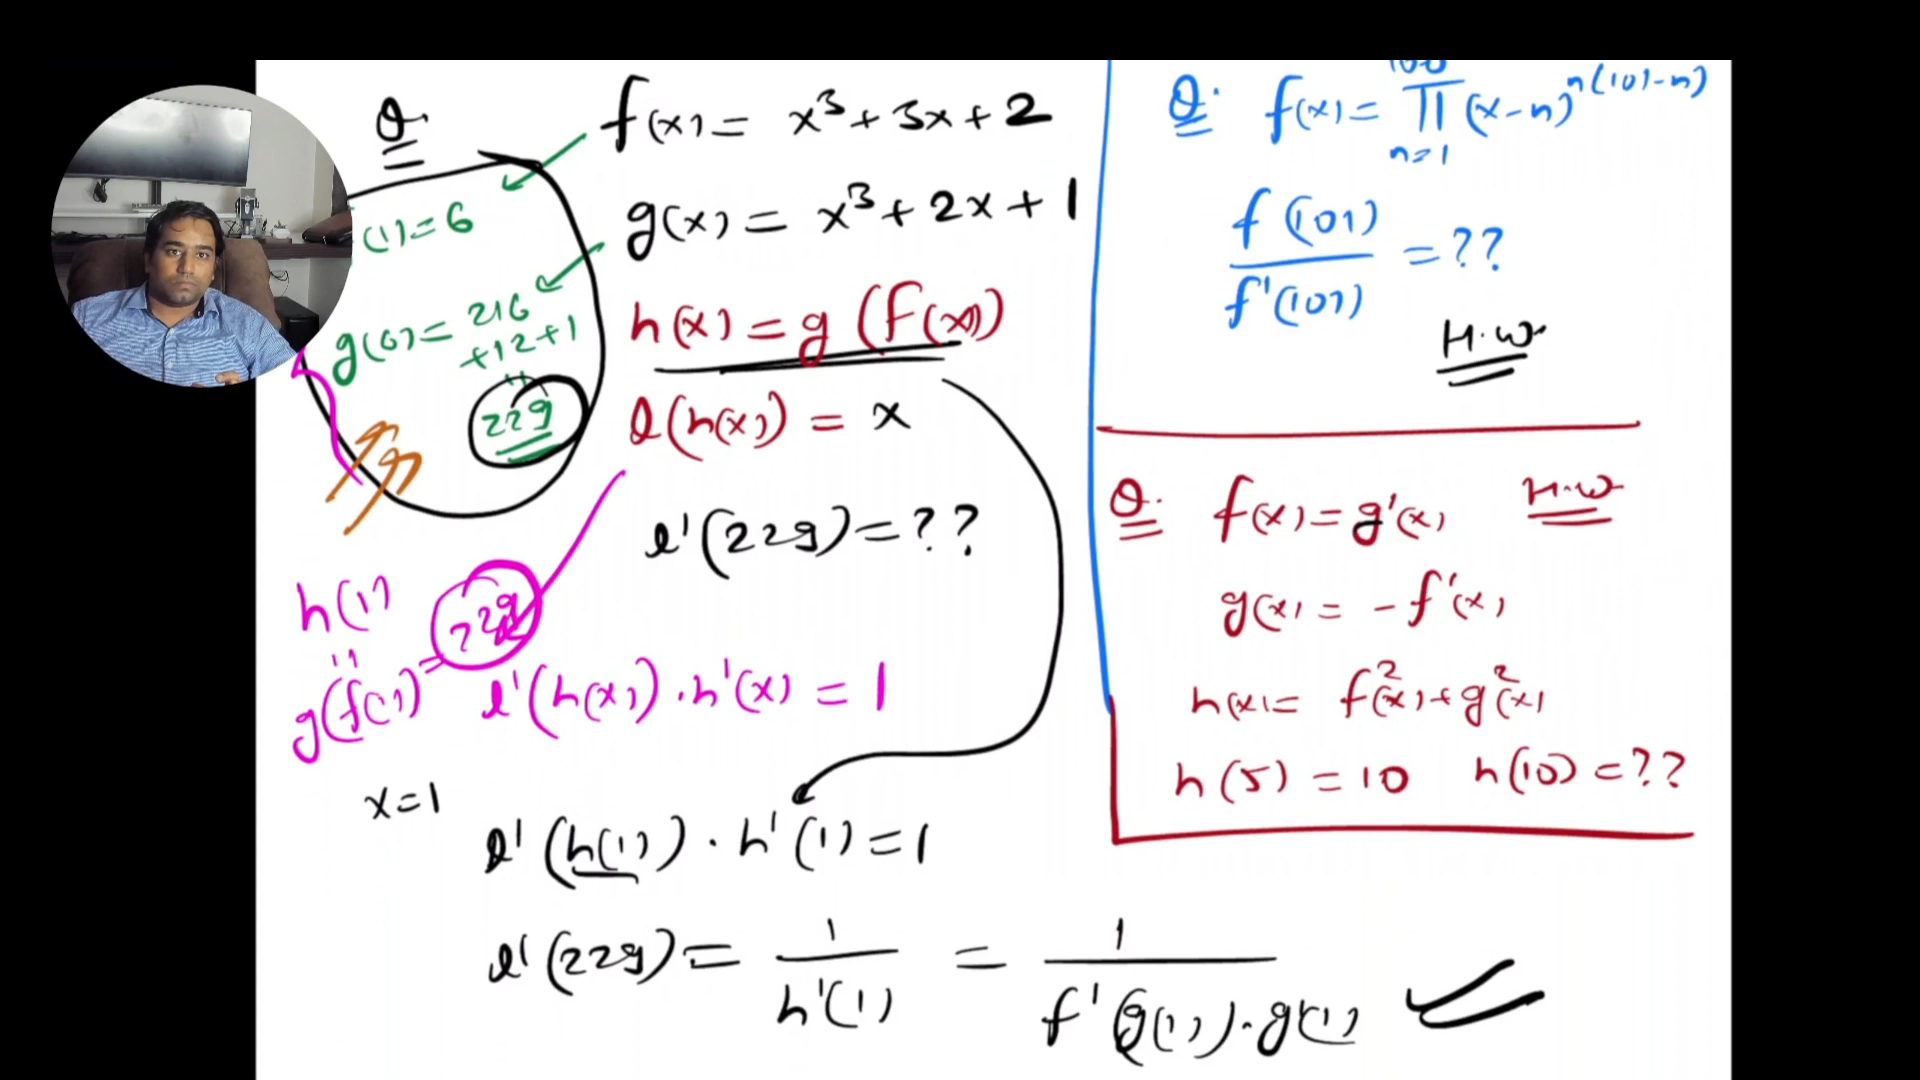 Q.
f(x) = x³ + 3x + 2
g(x) = x³ + 2x + 1
(1) = 6
g(6) = 216
+12+1
"
229
h(x) = g(f(x))
l(h(x)) = x
l'(229) = ??
h(1)
"
g(f(1)) = 229
l'(h(x)) · h'(x) = 1
x=1
l'(h(1)) · h'(1) = 1
l'(229) = 1/h'(1) = 1/f'(g(1))·g'(1)
Q. f(x) = 100 ∏ n=1 (x-n)^n(101-n)
f(101)/f'(101) = ??
H.W
Q. f(x) = g'(x) H.W
g(x) = -f'(x)
h(x) = f²(x) + g²(x)
h(5) = 10 h(10) = ??